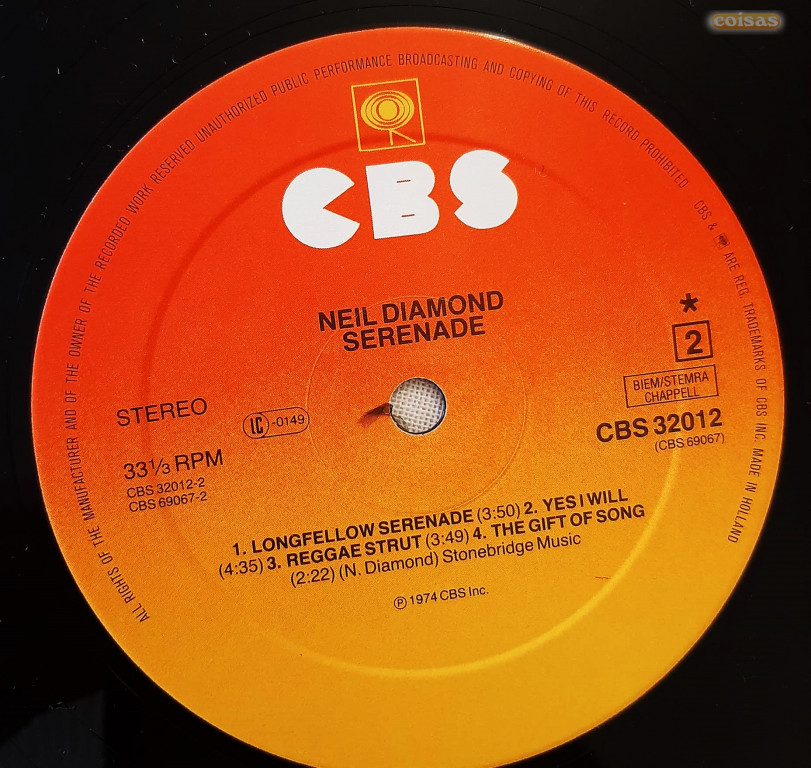 coisas
ALL RIGHTS OF THE MANUFACTURER AND OF THE OWNER OF THE RECORDED WORK RESERVED UNAUTHORIZED PUBLIC PERFORMANCE BROADCASTING AND COPYING OF THIS RECORD PROHIBITED
CBS & ARE REG. TRADEMARKS OF CBS INC. MADE IN HOLLAND
CBS
NEIL DIAMOND
SERENADE
*
2
BIEM/STEMRA
CHAPPELL
CBS 32012
(CBS 69067)
STEREO
LC-0149
33⅓ RPM
CBS 32012-2
CBS 69067-2
1. LONGFELLOW SERENADE (3:50) 2. YES I WILL
(4:35) 3. REGGAE STRUT (3:49) 4. THE GIFT OF SONG
(2:22) (N. Diamond) Stonebridge Music
℗ 1974 CBS Inc.